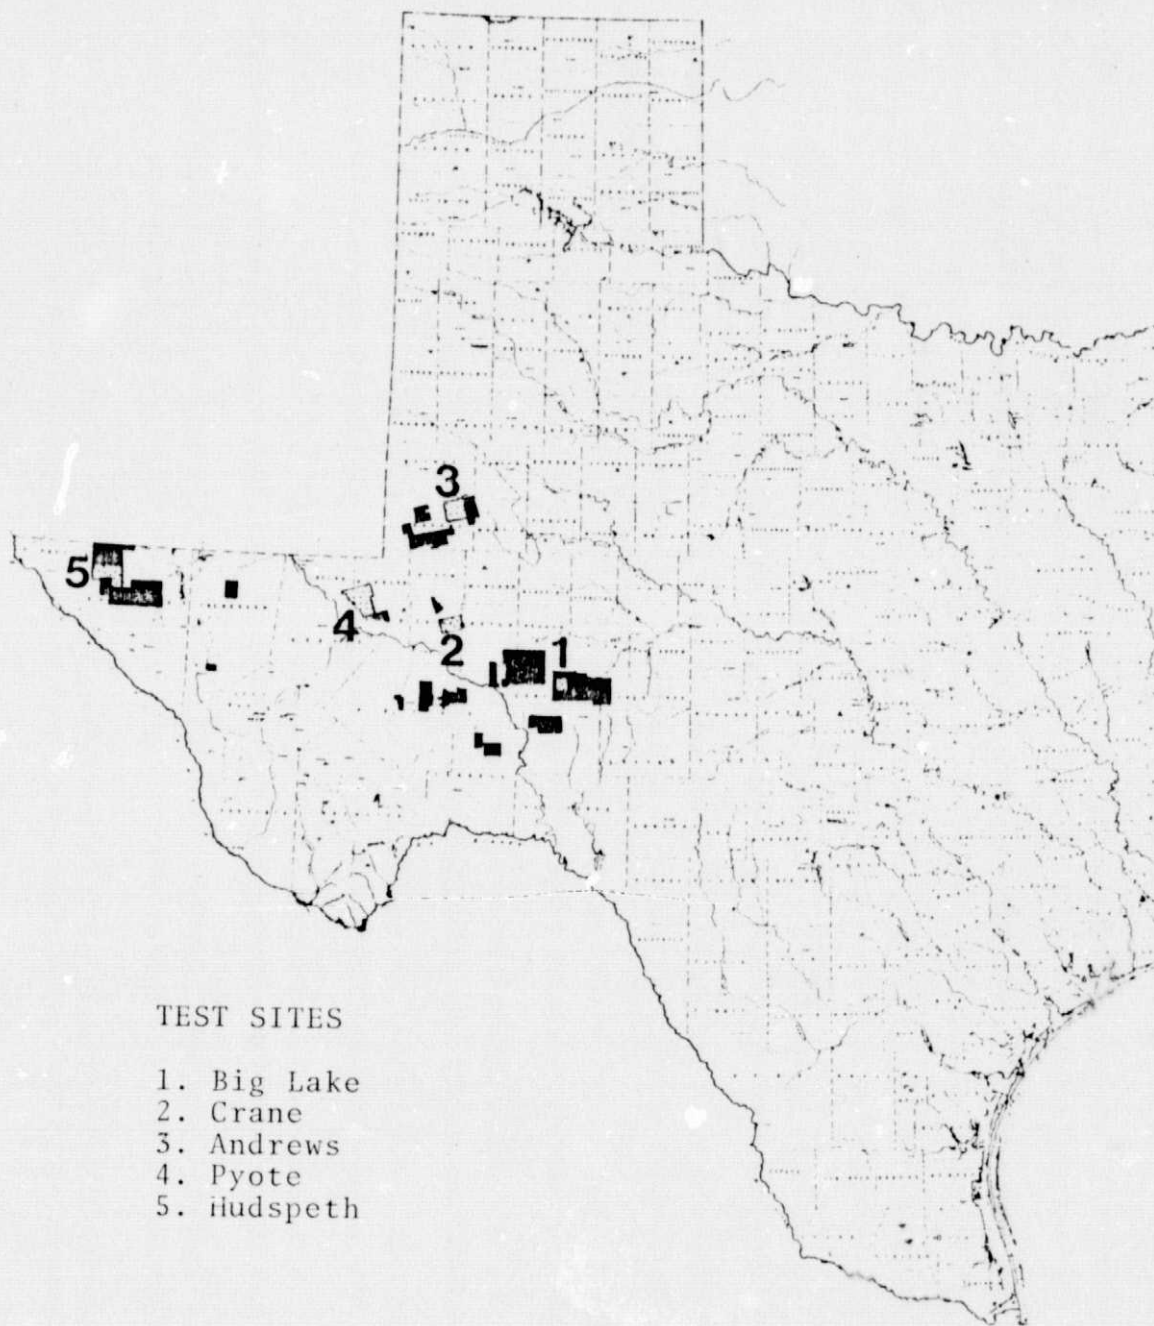 3
5
4
2
1
TEST SITES
1. Big Lake
2. Crane
3. Andrews
4. Pyote
5. Hudspeth